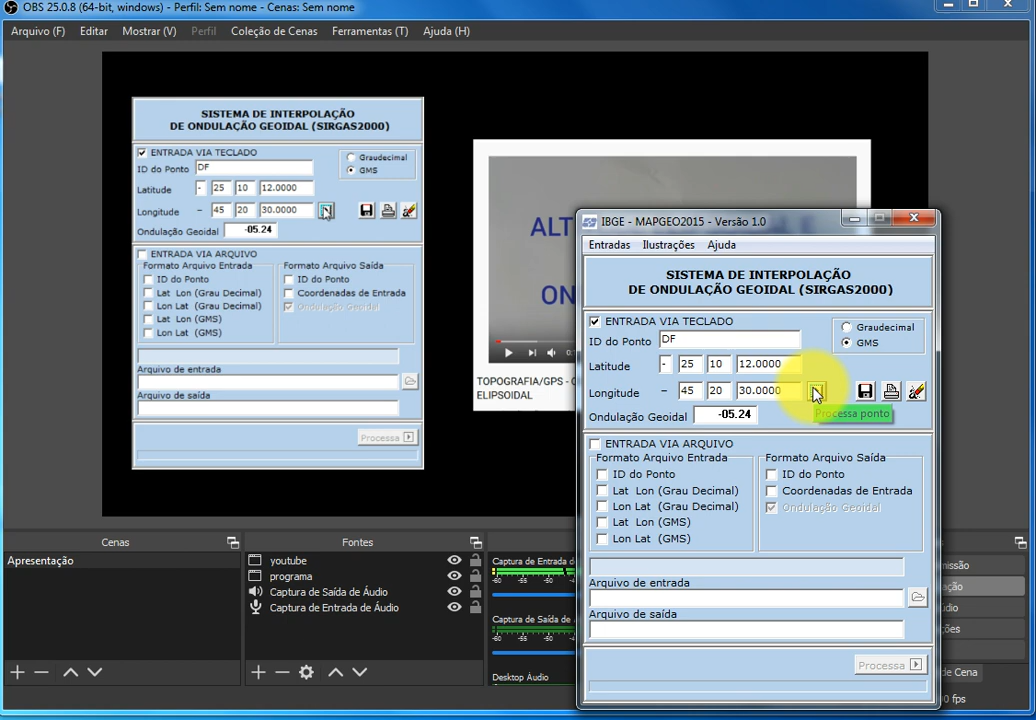 OBS 25.0.8 (64-bit, windows) - Perfil: Sem nome - Cenas: Sem nome
Arquivo (F) Editar Mostrar (V) Perfil Coleção de Cenas Ferramentas (T) Ajuda (H)
SISTEMA DE INTERPOLAÇÃO
DE ONDULAÇÃO GEOIDAL (SIRGAS2000)
ENTRADA VIA TECLADO
ID do Ponto DF
Graudecimal
GMS
Latitude - 25 10 12.0000
Longitude - 45 20 30.0000
Ondulação Geoidal -05.24
ENTRADA VIA ARQUIVO
Formato Arquivo Entrada
ID do Ponto
Lat Lon (Grau Decimal)
Lon Lat (Grau Decimal)
Lat Lon (GMS)
Lon Lat (GMS)
Formato Arquivo Saída
ID do Ponto
Coordenadas de Entrada
Ondulação Geoidal
Arquivo de entrada
Arquivo de saída
Processa
ALT
ON
TOPOGRAFIA/GPS -
ELIPSOIDAL
IBGE - MAPGEO2015 - Versão 1.0
Entradas Ilustrações Ajuda
SISTEMA DE INTERPOLAÇÃO
DE ONDULAÇÃO GEOIDAL (SIRGAS2000)
ENTRADA VIA TECLADO
ID do Ponto DF
Graudecimal
GMS
Latitude - 25 10 12.0000
Longitude - 45 20 30.0000
Processa ponto
Ondulação Geoidal -05.24
ENTRADA VIA ARQUIVO
Formato Arquivo Entrada
ID do Ponto
Lat Lon (Grau Decimal)
Lon Lat (Grau Decimal)
Lat Lon (GMS)
Lon Lat (GMS)
Formato Arquivo Saída
ID do Ponto
Coordenadas de Entrada
Ondulação Geoidal
Arquivo de entrada
Arquivo de saída
Processa
Cenas
Apresentação
Fontes
youtube
programa
Captura de Saída de Áudio
Captura de Entrada de Áudio
Captura de Entrada d
-60 -55 -50
Captura de Saída de
-60 -55 -50
Desktop Áudio
missão
ação
údio
ções
de Cena
0 fps